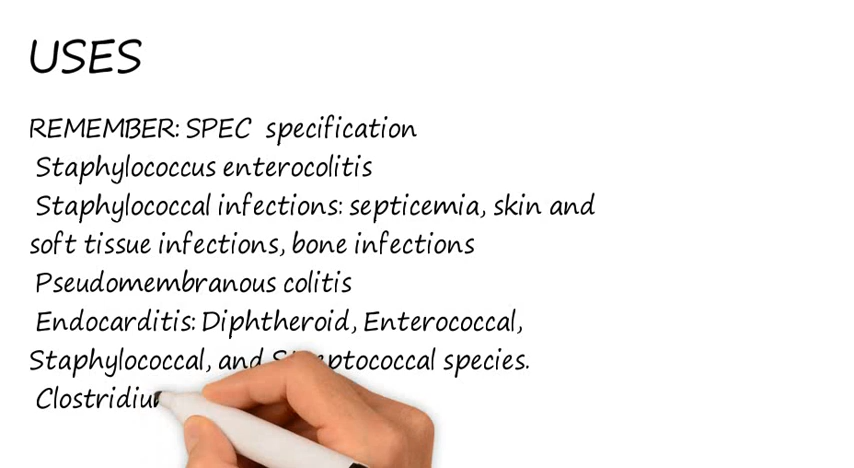 USES
REMEMBER: SPEC specification
Staphylococcus enterocolitis
Staphylococcal infections: septicemia, skin and
soft tissue infections, bone infections
Pseudomembranous colitis
Endocarditis: Diphtheroid, Enterococcal,
Staphylococcal, and Streptococcal species.